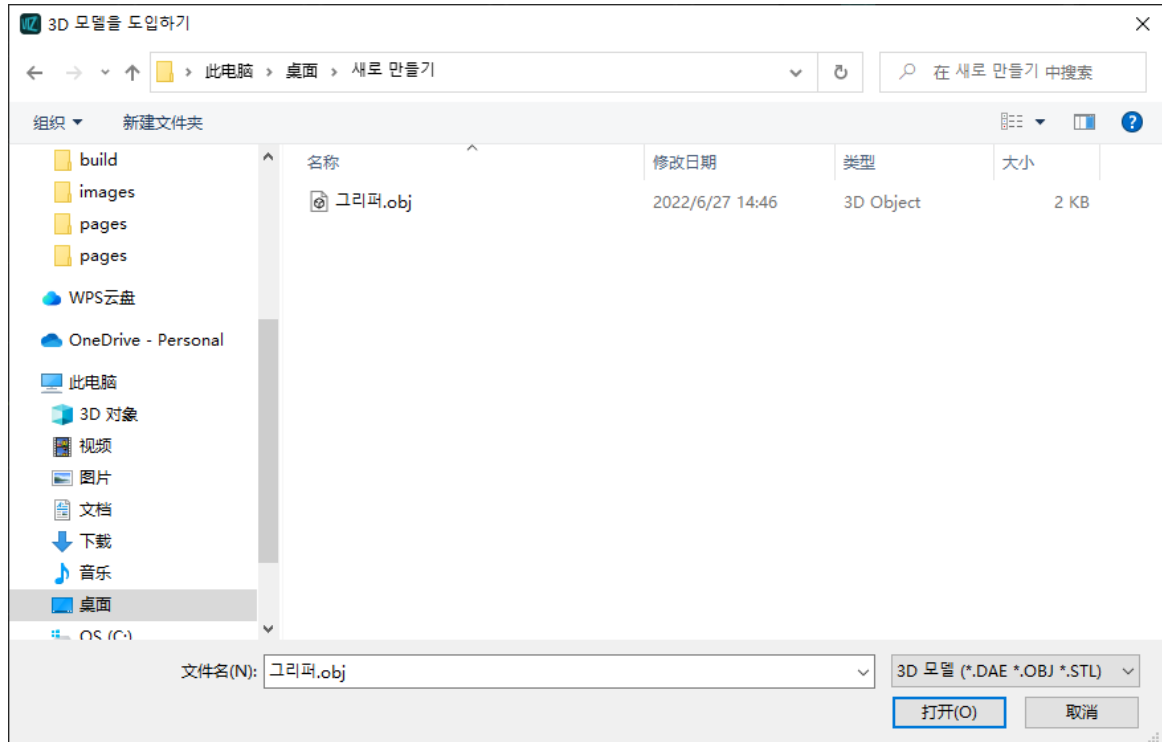 VIZ 3D 모델을 도입하기
此电脑 › 桌面 › 새로 만들기
在 새로 만들기 中搜索
组织 新建文件夹
build
images
pages
pages
WPS云盘
OneDrive - Personal
此电脑
3D 对象
视频
图片
文档
下载
音乐
桌面
OS (C:)
名称 修改日期 类型 大小
그리퍼.obj 2022/6/27 14:46 3D Object 2 KB
文件名(N): 그리퍼.obj 3D 모델 (*.DAE *.OBJ *.STL)
打开(O) 取消